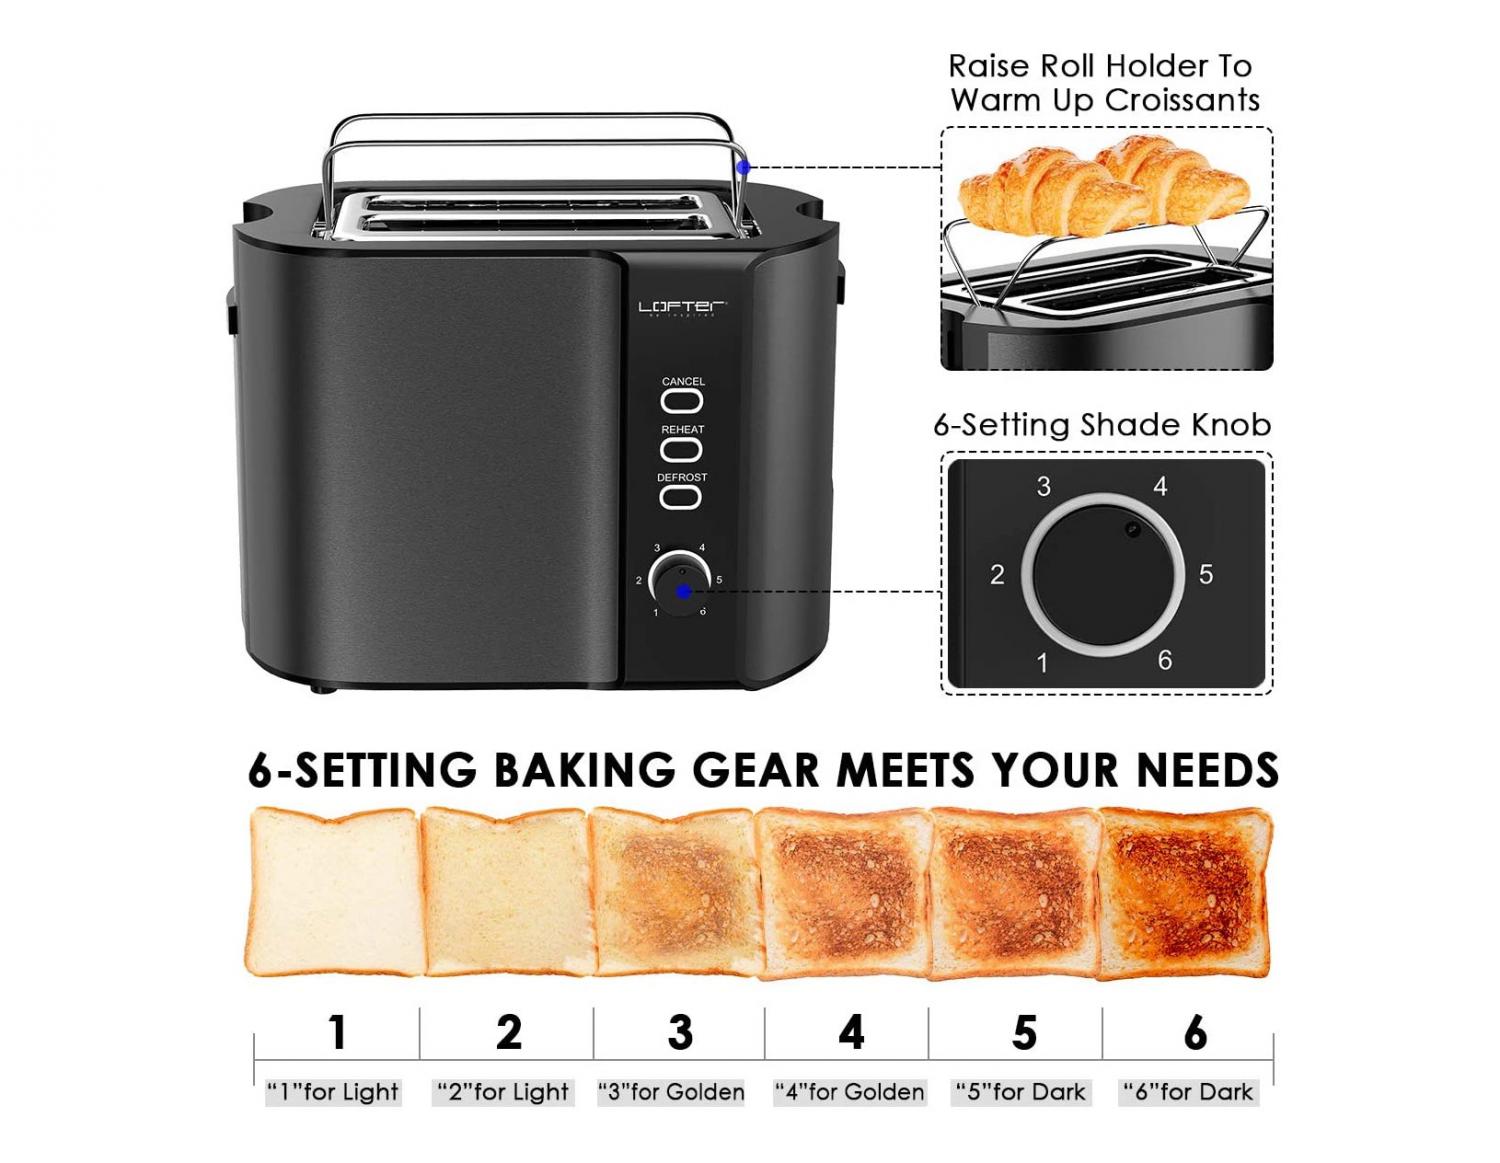 Raise Roll Holder To
Warm Up Croissants
LOFTER
be inspired
CANCEL
REHEAT
DEFROST
3 4
2 5
1 6
6-Setting Shade Knob
3 4
2 5
1 6
6-SETTING BAKING GEAR MEETS YOUR NEEDS
1 2 3 4 5 6
“1”for Light “2”for Light “3”for Golden “4”for Golden “5”for Dark “6”for Dark